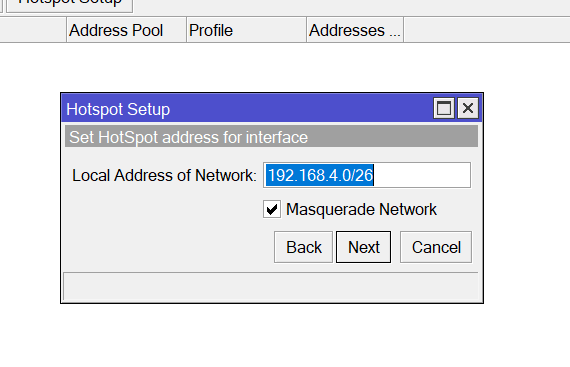 Hotspot Setup
Address Pool Profile Addresses ...
Hotspot Setup
Set HotSpot address for interface
Local Address of Network: 192.168.4.0/26
Masquerade Network
Back Next Cancel